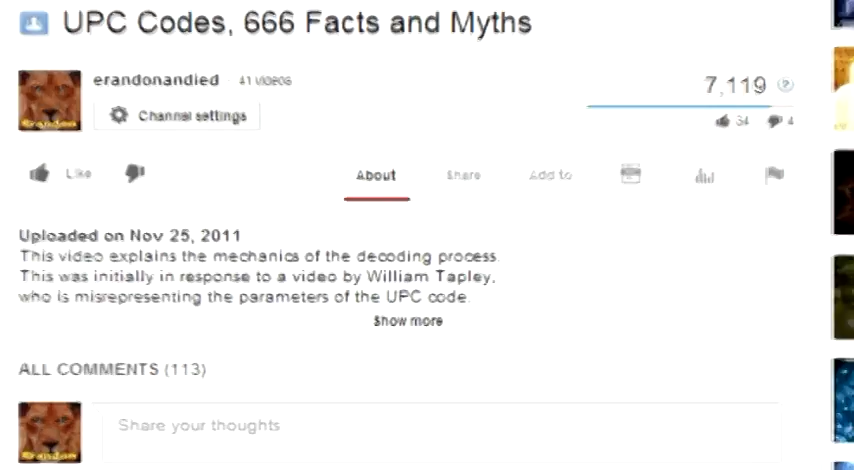 UPC Codes, 666 Facts and Myths
erandonandied · 41 videos
7,119
Channel settings
34 4
Like
About Share Add to
Uploaded on Nov 25, 2011
This video explains the mechanics of the decoding process.
This was initially in response to a video by William Tapley,
who is misrepresenting the parameters of the UPC code.
Show more
ALL COMMENTS (113)
Share your thoughts